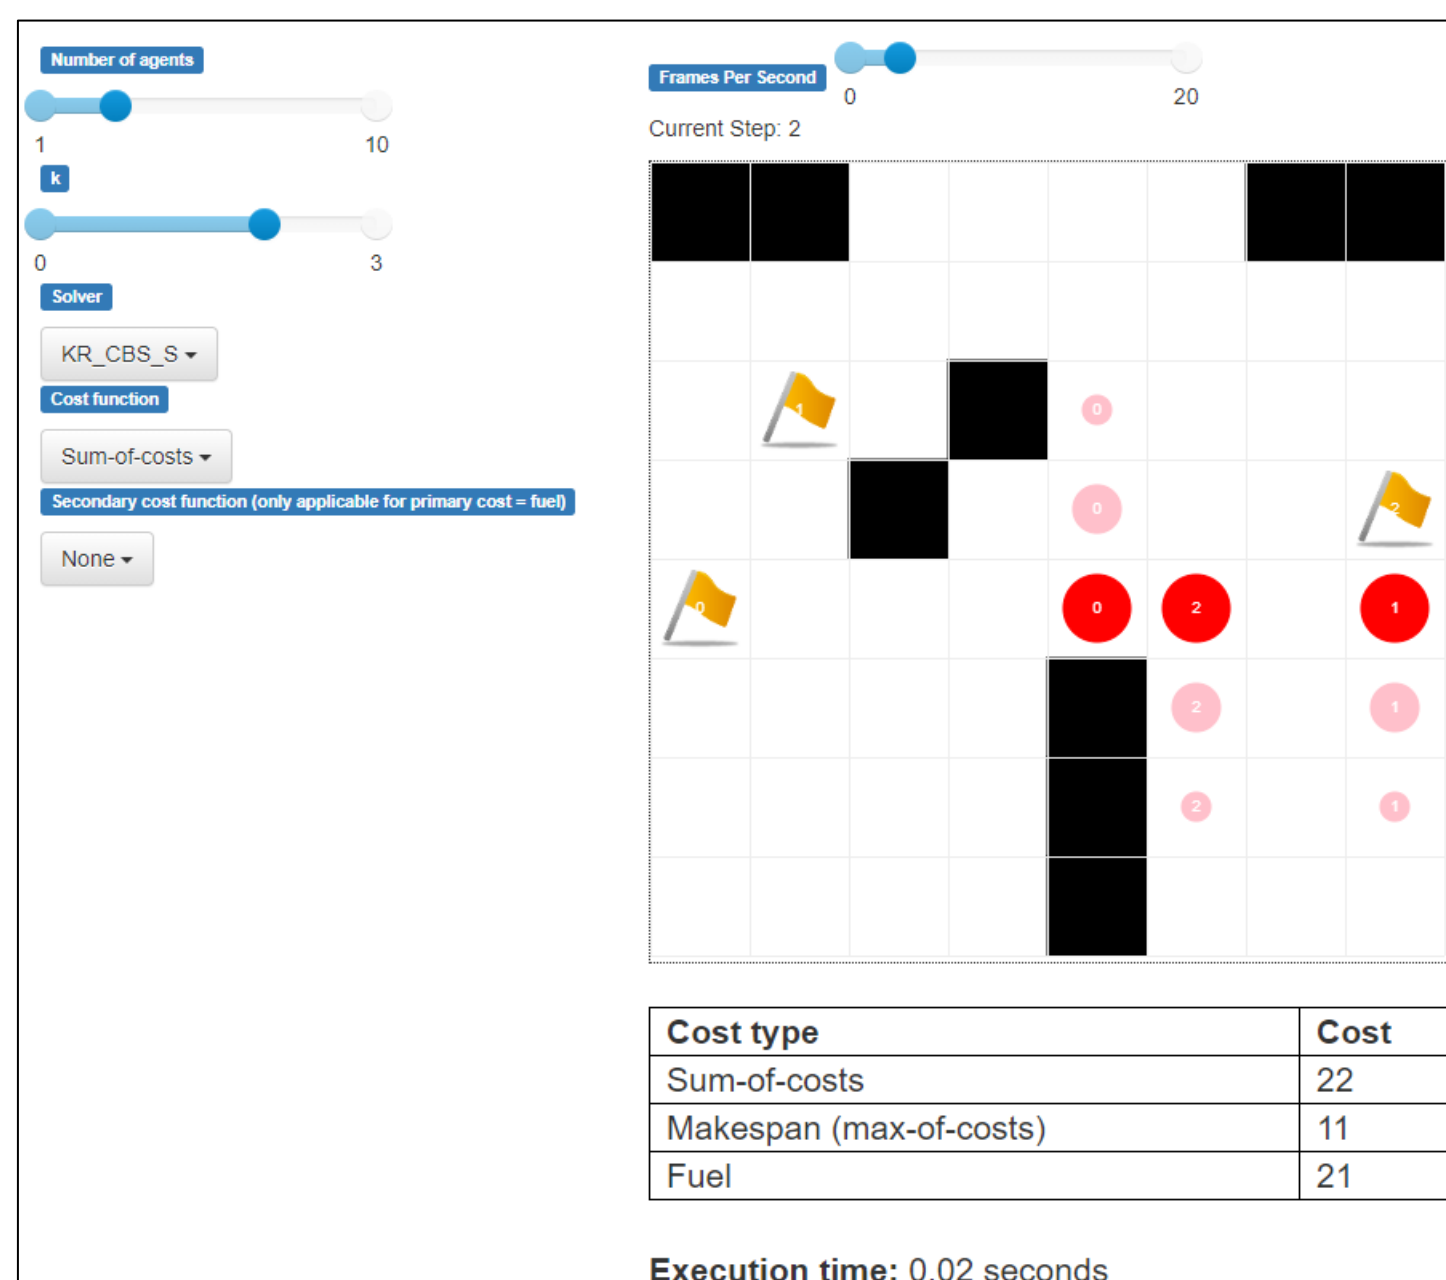 Number of agents
1 10
k
0 3
Solver
KR_CBS_S
Cost function
Sum-of-costs
Secondary cost function (only applicable for primary cost = fuel)
None
Frames Per Second
0 20
Current Step: 2
0
1
0
2
0
0 2 1
2 1
2 1
Cost type Cost
Sum-of-costs 22
Makespan (max-of-costs) 11
Fuel 21
Execution time: 0.02 seconds